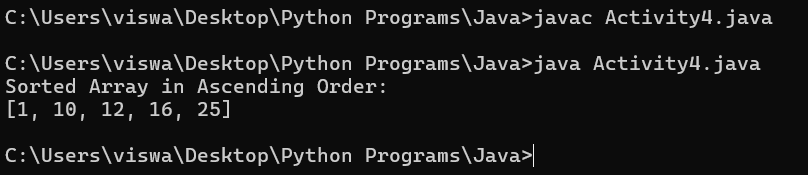 C:\Users\viswa\Desktop\Python Programs\Java>javac Activity4.java
C:\Users\viswa\Desktop\Python Programs\Java>java Activity4.java
Sorted Array in Ascending Order:
[1, 10, 12, 16, 25]
C:\Users\viswa\Desktop\Python Programs\Java>